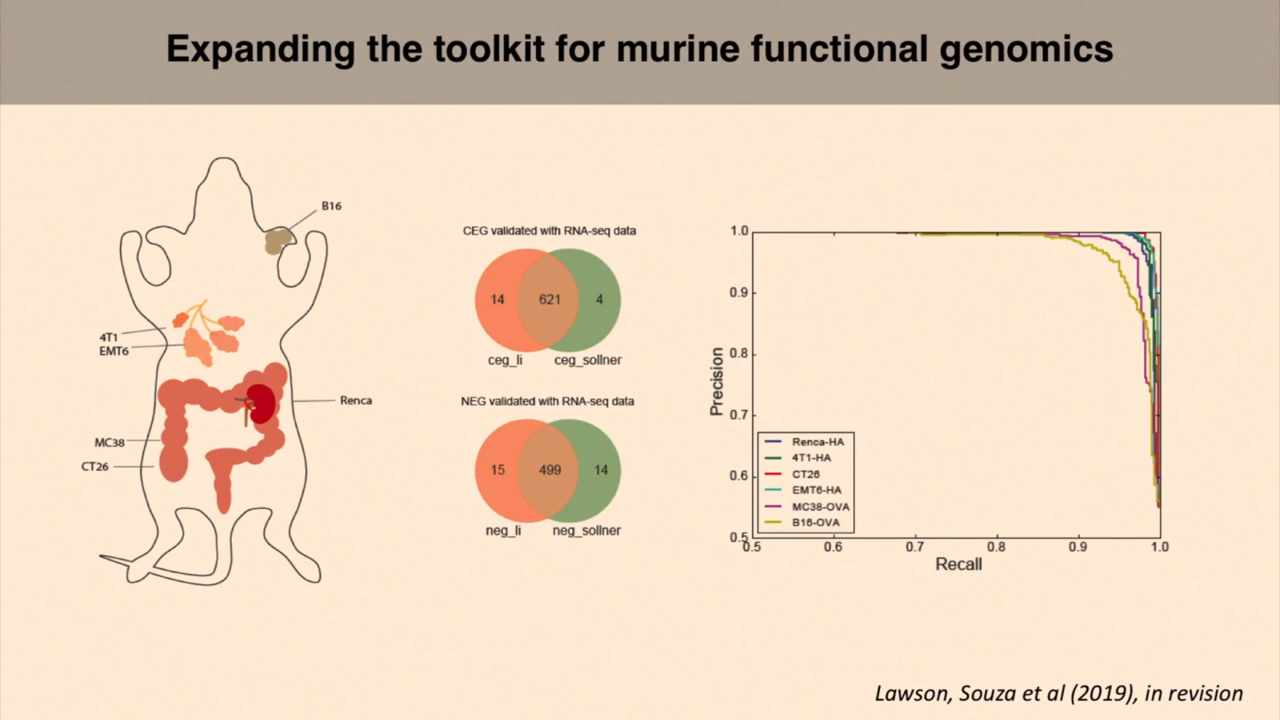 Expanding the toolkit for murine functional genomics
B16
4T1
EMT6
Renca
MC38
CT26
CEG validated with RNA-seq data
14
621
4
ceg_li
ceg_sollner
NEG validated with RNA-seq data
15
499
14
neg_li
neg_sollner
Precision
1.0
0.9
0.8
0.7
0.6
0.5
Renca-HA
4T1-HA
CT26
EMT6-HA
MC38-OVA
B16-OVA
0.5
0.6
0.7
0.8
0.9
1.0
Recall
Lawson, Souza et al (2019), in revision